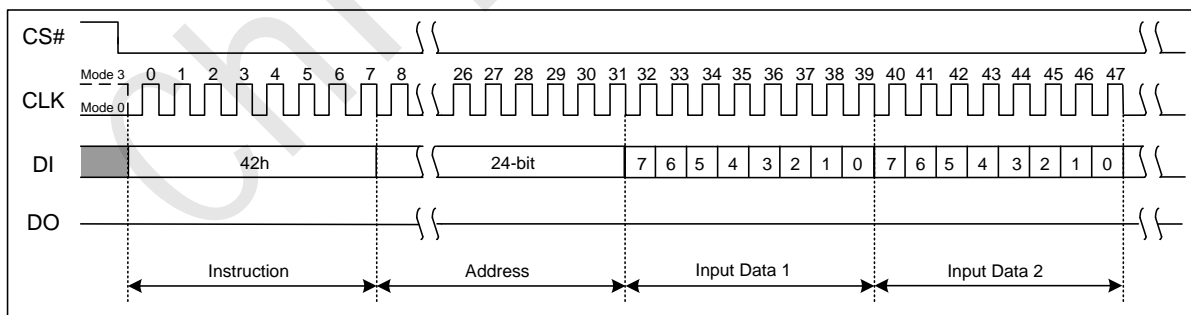 CS#
Mode 3 0 1 2 3 4 5 6 7 8 26 27 28 29 30 31 32 33 34 35 36 37 38 39 40 41 42 43 44 45 46 47
CLK
Mode 0
DI 42h 24-bit 7 6 5 4 3 2 1 0 7 6 5 4 3 2 1 0
DO
Instruction Address Input Data 1 Input Data 2